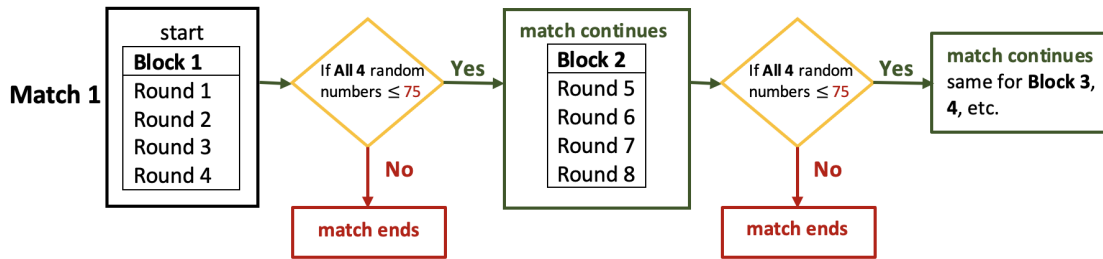 Match 1
start
Block 1
Round 1
Round 2
Round 3
Round 4
If All 4 random
numbers ≤ 75
Yes
No
match ends
match continues
Block 2
Round 5
Round 6
Round 7
Round 8
If All 4 random
numbers ≤ 75
Yes
No
match ends
match continues
same for Block 3,
4, etc.